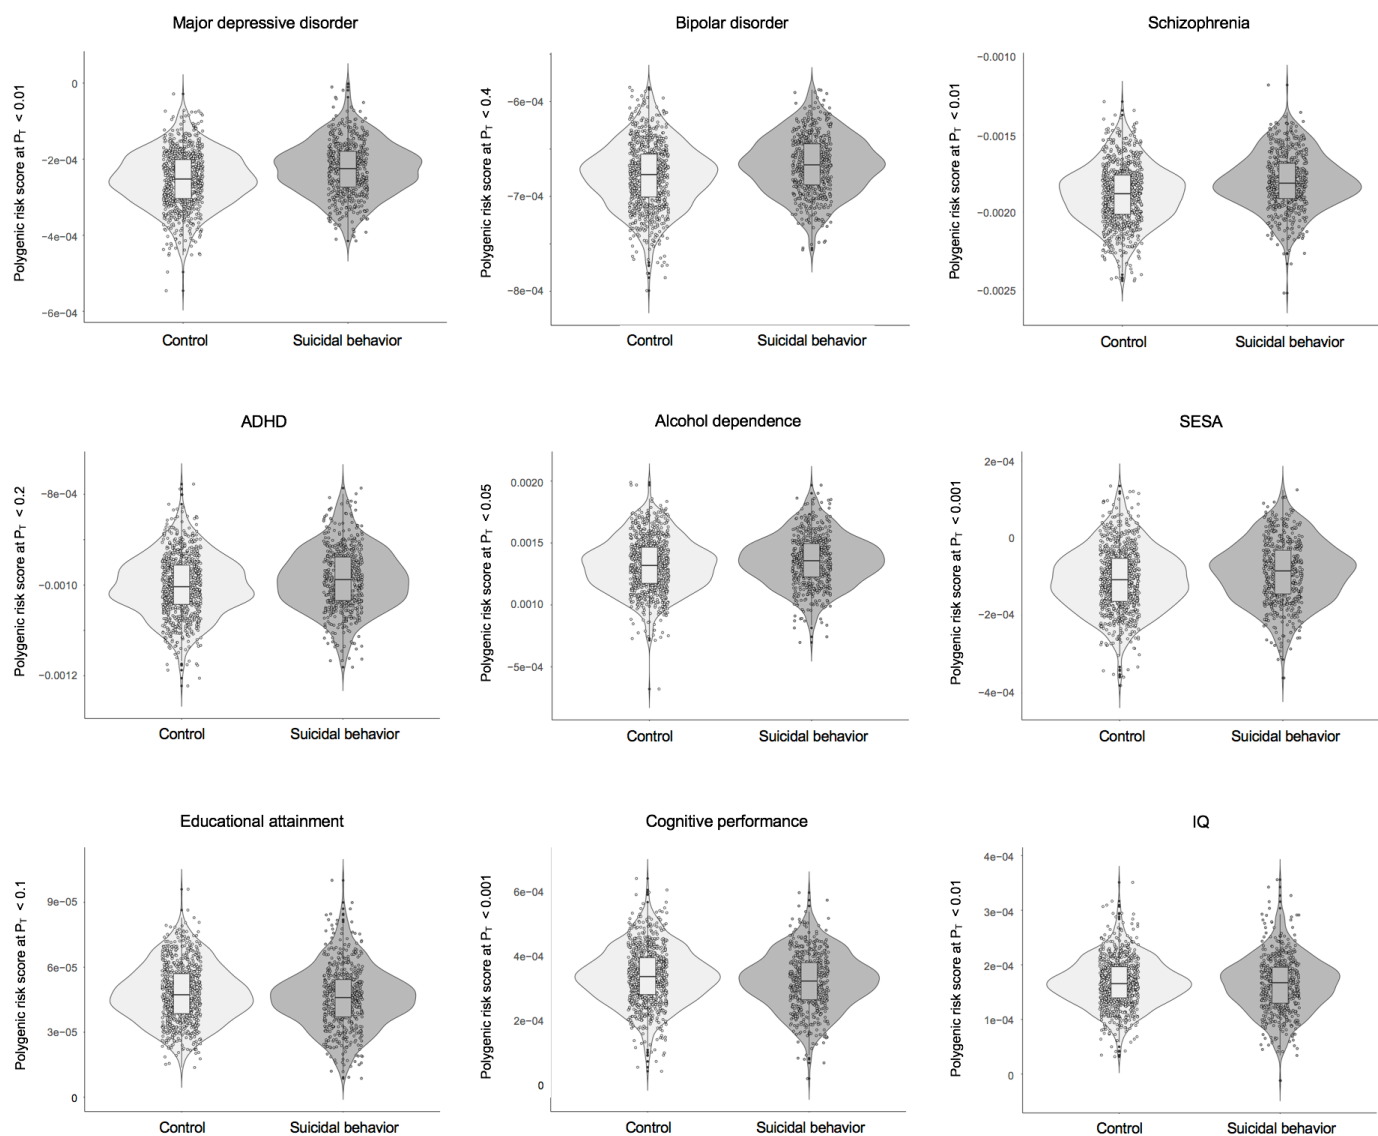 Major depressive disorder
Bipolar disorder
Schizophrenia
Polygenic risk score at PT < 0.01
0
−2e−04
−4e−04
−6e−04
Control
Suicidal behavior
Polygenic risk score at PT < 0.4
−6e−04
−7e−04
−8e−04
Control
Suicidal behavior
Polygenic risk score at PT < 0.01
−0.0010
−0.0015
−0.0020
−0.0025
Control
Suicidal behavior
ADHD
Alcohol dependence
SESA
Polygenic risk score at PT < 0.2
−8e−04
−0.0010
−0.0012
Control
Suicidal behavior
Polygenic risk score at PT < 0.05
0.0020
0.0015
0.0010
−5e−04
Control
Suicidal behavior
Polygenic risk score at PT < 0.001
2e−04
0
−2e−04
−4e−04
Control
Suicidal behavior
Educational attainment
Cognitive performance
IQ
Polygenic risk score at PT < 0.1
9e−05
6e−05
3e−05
0
Control
Suicidal behavior
Polygenic risk score at PT < 0.001
6e−04
4e−04
2e−04
0
Control
Suicidal behavior
Polygenic risk score at PT < 0.01
4e−04
3e−04
2e−04
1e−04
0
Control
Suicidal behavior